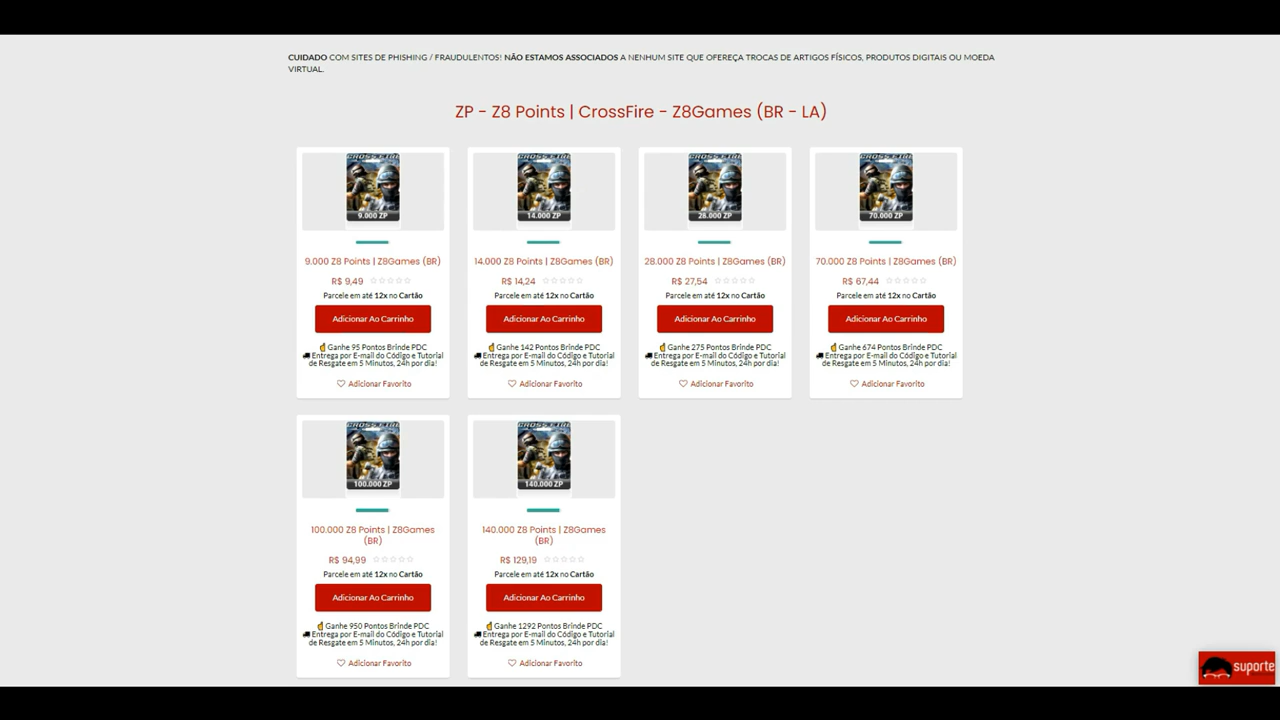 CUIDADO COM SITES DE PHISHING / FRAUDULENTOS! NÃO ESTAMOS ASSOCIADOS A NENHUM SITE QUE OFEREÇA TROCAS DE ARTIGOS FÍSICOS, PRODUTOS DIGITAIS OU MOEDA
VIRTUAL.
ZP - Z8 Points | CrossFire - Z8Games (BR - LA)
CROSS FIRE
9.000 ZP
9.000 Z8 Points | Z8Games (BR)
R$ 9,49
Parcele em até 12x no Cartão
Adicionar Ao Carrinho
Ganhe 95 Pontos Brinde PDC
Entrega por E-mail do Código e Tutorial
de Resgate em 5 Minutos, 24h por dia!
Adicionar Favorito
CROSS FIRE
14.000 ZP
14.000 Z8 Points | Z8Games (BR)
R$ 14,24
Parcele em até 12x no Cartão
Adicionar Ao Carrinho
Ganhe 142 Pontos Brinde PDC
Entrega por E-mail do Código e Tutorial
de Resgate em 5 Minutos, 24h por dia!
Adicionar Favorito
CROSS FIRE
28.000 ZP
28.000 Z8 Points | Z8Games (BR)
R$ 27,54
Parcele em até 12x no Cartão
Adicionar Ao Carrinho
Ganhe 275 Pontos Brinde PDC
Entrega por E-mail do Código e Tutorial
de Resgate em 5 Minutos, 24h por dia!
Adicionar Favorito
CROSS FIRE
70.000 ZP
70.000 Z8 Points | Z8Games (BR)
R$ 67,44
Parcele em até 12x no Cartão
Adicionar Ao Carrinho
Ganhe 674 Pontos Brinde PDC
Entrega por E-mail do Código e Tutorial
de Resgate em 5 Minutos, 24h por dia!
Adicionar Favorito
CROSS FIRE
100.000 ZP
100.000 Z8 Points | Z8Games
(BR)
R$ 94,99
Parcele em até 12x no Cartão
Adicionar Ao Carrinho
Ganhe 950 Pontos Brinde PDC
Entrega por E-mail do Código e Tutorial
de Resgate em 5 Minutos, 24h por dia!
Adicionar Favorito
CROSS FIRE
140.000 ZP
140.000 Z8 Points | Z8Games
(BR)
R$ 129,19
Parcele em até 12x no Cartão
Adicionar Ao Carrinho
Ganhe 1292 Pontos Brinde PDC
Entrega por E-mail do Código e Tutorial
de Resgate em 5 Minutos, 24h por dia!
Adicionar Favorito
suporte